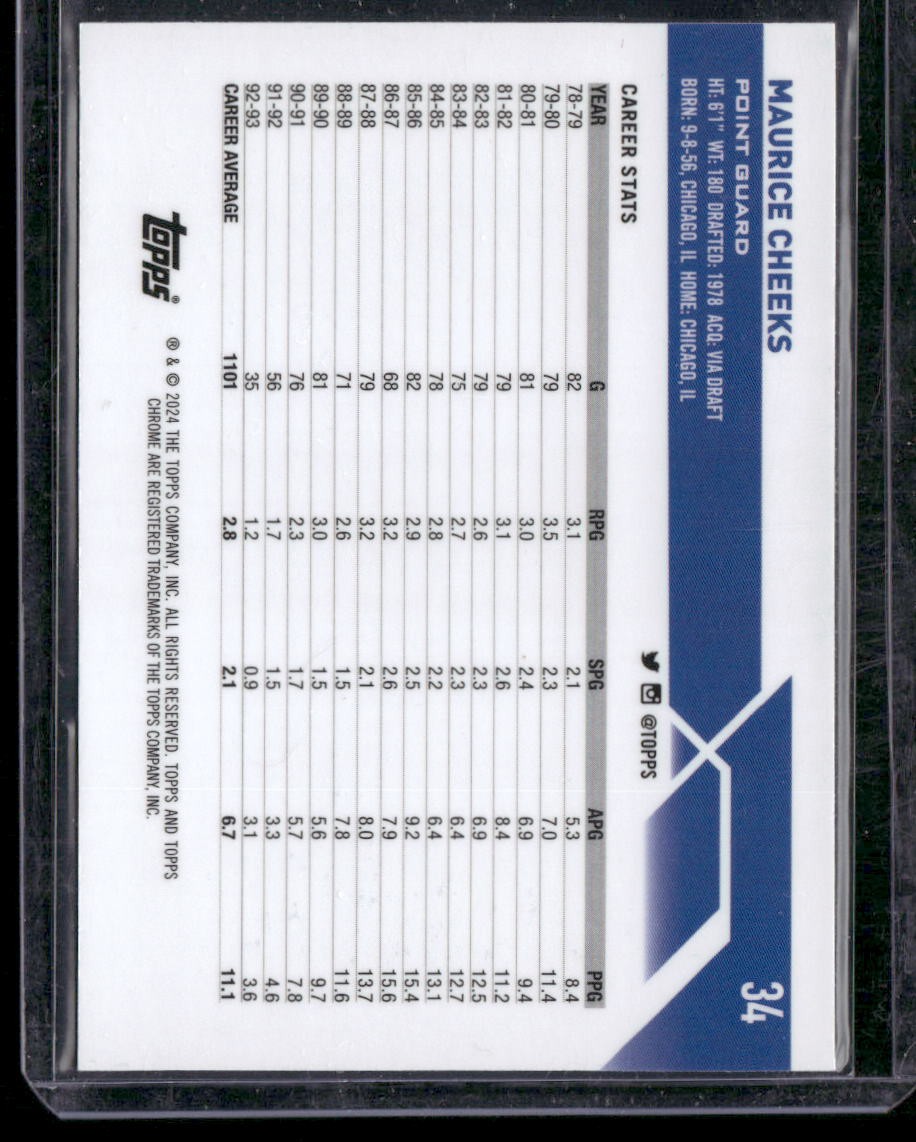 MAURICE CHEEKS
34
POINT GUARD
HT: 6'1" WT: 180 DRAFTED: 1978 ACQ: VIA DRAFT
BORN: 9-8-56, CHICAGO, IL HOME: CHICAGO, IL
@TOPPS
CAREER STATS
YEAR G RPG SPG APG PPG
78-79 82 3.1 2.1 5.3 8.4
79-80 79 3.5 2.3 7.0 11.4
80-81 81 3.0 2.4 6.9 9.4
81-82 79 3.1 2.6 8.4 11.2
82-83 79 2.6 2.3 6.9 12.5
83-84 75 2.7 2.3 6.4 12.7
84-85 78 2.8 2.2 6.4 13.1
85-86 82 2.9 2.5 9.2 15.4
86-87 68 3.2 2.6 7.9 15.6
87-88 79 3.2 2.1 8.0 13.7
88-89 71 2.6 1.5 7.8 11.6
89-90 81 3.0 1.5 5.6 9.7
90-91 76 2.3 1.7 5.7 7.8
91-92 56 1.7 1.5 3.3 4.6
92-93 35 1.2 0.9 3.1 3.6
CAREER AVERAGE 1101 2.8 2.1 6.7 11.1
topps®
® & © 2024 THE TOPPS COMPANY, INC. ALL RIGHTS RESERVED. TOPPS AND TOPPS
CHROME ARE REGISTERED TRADEMARKS OF THE TOPPS COMPANY, INC.